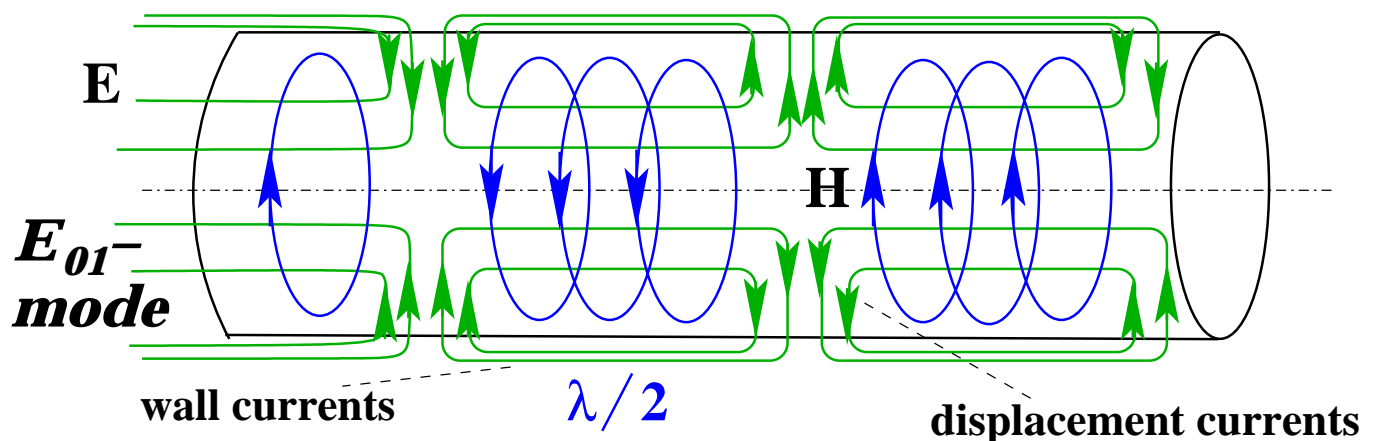 E
H
E01–
mode
wall currents
λ/2
displacement currents